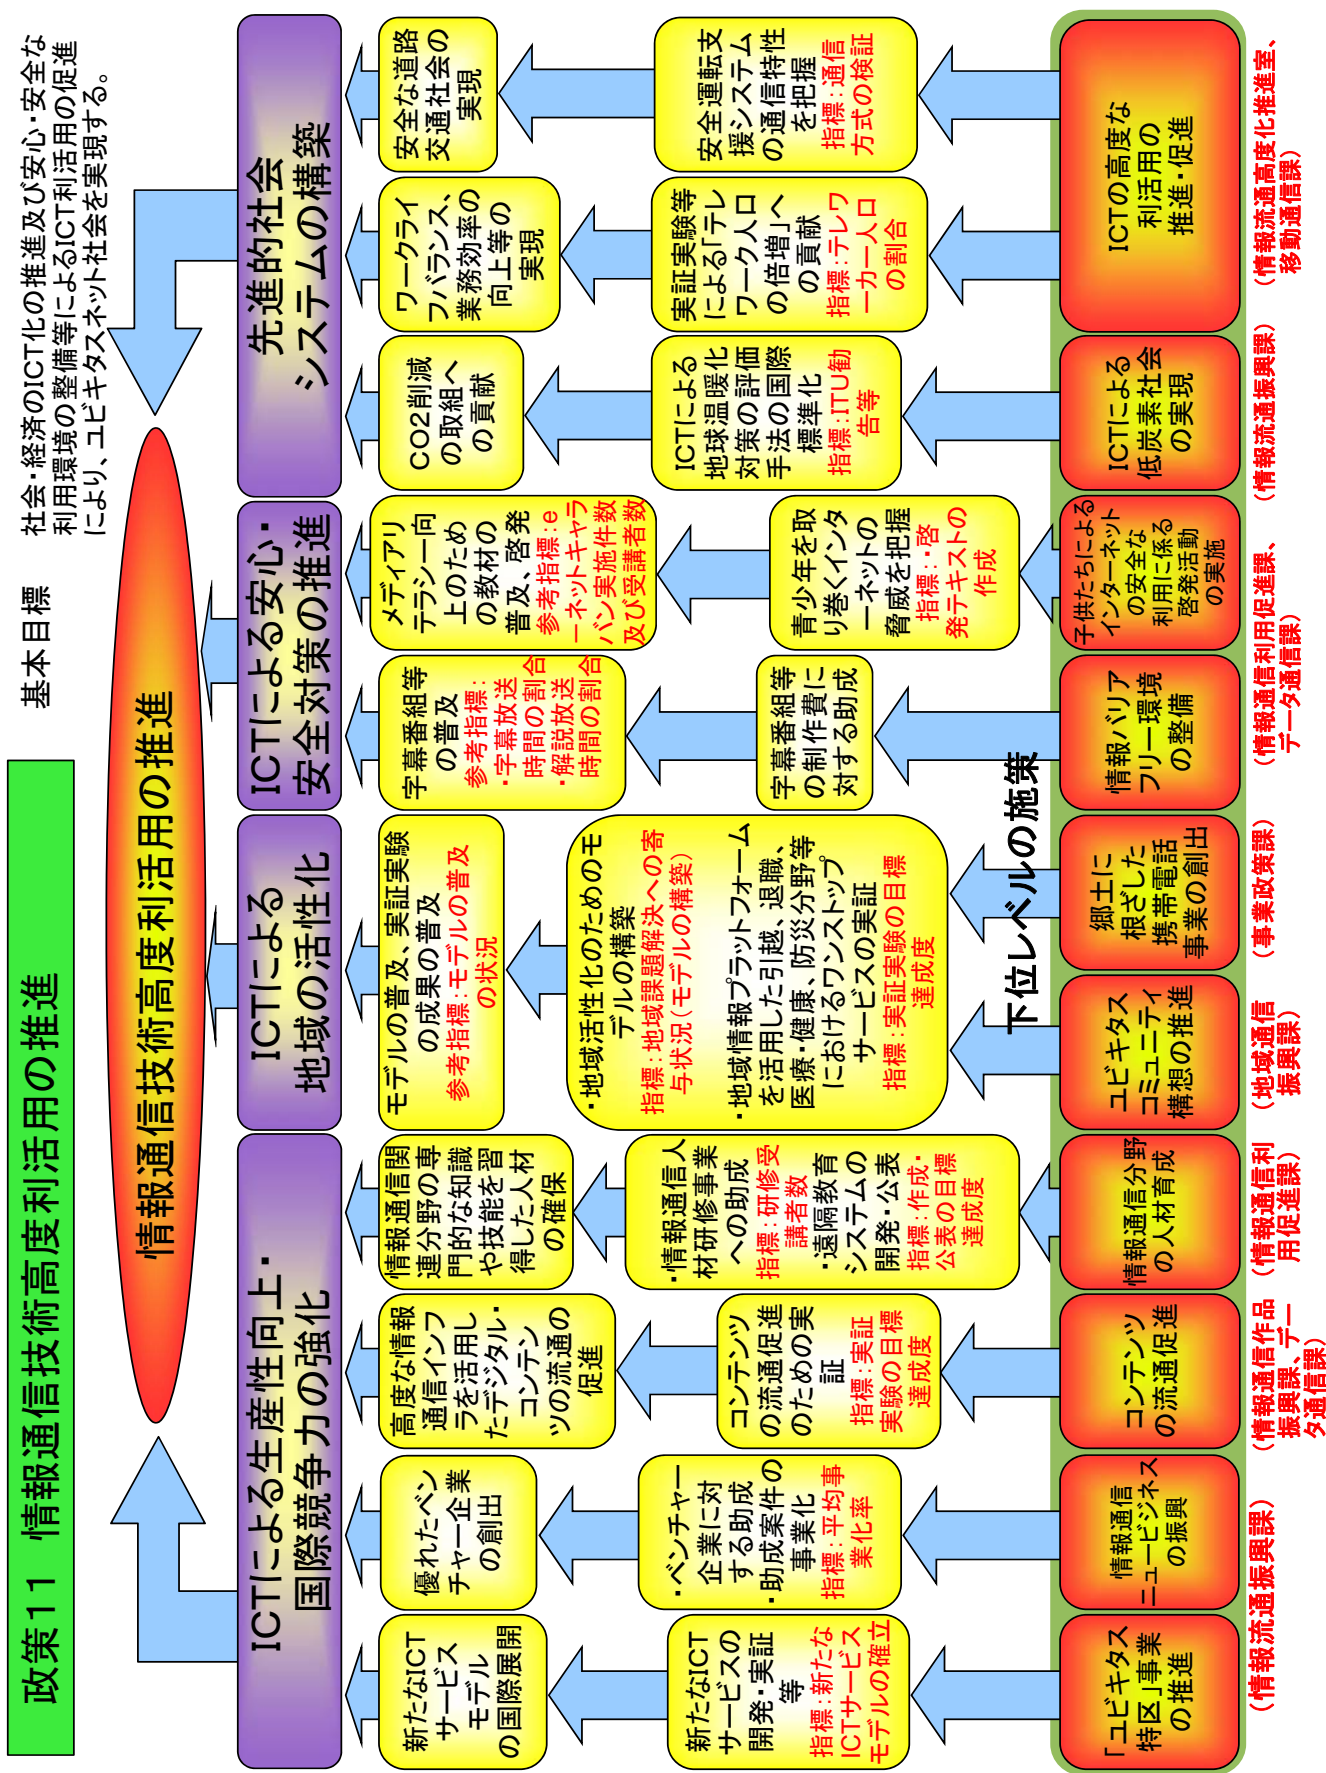 政策11　情報通信技術高度利活用の推進
基本目標
社会・経済のICT化の推進及び安心・安全な
利用環境の整備等によるICT利活用の促進
により、ユビキタスネット社会を実現する。
情報通信技術高度利活用の推進
ICTによる生産性向上・
国際競争力の強化
ICTによる
地域の活性化
ICTによる安心・
安全対策の推進
先進的社会
システムの構築
新たなICT
サービス
モデル
の国際展開
優れたベン
チャー企業
の創出
高度な情報
通信インフ
ラを活用し
たデジタル・
コンテン
ツの流通の
促進
情報通信関
連分野の専
門的な知識
や技能を習
得した人材
の確保
モデルの普及、実証実験
の成果の普及
参考指標：モデルの普及
の状況
字幕番組等
の普及
参考指標：
・字幕放送
時間の割合
・解説放送
時間の割合
メディアリ
テラシー向
上のため
の教材の
普及、啓発
参考指標：e
ーネットキャラ
バン実施件数
及び受講者数
CO2削減
の取組へ
の貢献
ワークライ
フバランス、
業務効率の
向上等の
実現
安全な道路
交通社会の
実現
新たなICT
サービスの
開発・実証
等
指標：新たな
ICTサービス
モデルの確立
・ベンチャー
企業に対
する助成
・助成案件の
事業化
指標：平均事
業化率
コンテンツ
の流通促進
のための実
証
指標：実証
実験の目標
達成度
・情報通信人
材研修事業
への助成
指標：研修受
講者数
・遠隔教育
システムの
開発・公表
指標：作成・
公表の目標
達成度
・地域活性化のためのモ
デルの構築
指標：地域課題解決への寄
与状況（モデルの構築）
・地域情報プラットフォーム
を活用した引越、退職、
医療・健康、防災分野等
におけるワンストップ
サービスの実証
指標：実証実験の目標
達成度
字幕番組等
の制作費に
対する助成
青少年を取
り巻くインタ
ーネットの
脅威を把握
指標：・啓
発テキストの
作成
ICTによる
地球温暖化
対策の評価
手法の国際
標準化
指標：ITU勧
告等
実証実験等
による「テレ
ワーク人口
の倍増」へ
の貢献
指標：テレワ
ーカー人口
の割合
安全運転支
援システム
の通信特性
を把握
指標：通信
方式の検証
下位レベルの施策
「ユビキタス
特区」事業
の推進
情報通信
ニュービジネス
の振興
コンテンツ
の流通促進
情報通信分野
の人材育成
ユビキタス
コミュニティ
構想の推進
郷土に
根ざした
携帯電話
事業の創出
情報バリア
フリー環境
の整備
子供たちによる
インターネット
の安全な
利用に係る
啓発活動
の実施
ICTによる
低炭素社会
の実現
ICTの高度な
利活用の
推進・促進
（情報流通振興課）
（情報通信作品
振興課、デー
タ通信課）
（情報通信利
用促進課）
（地域通信
振興課）
（事業政策課）
（情報通信利用促進課、
データ通信課）
（情報流通振興課）
（情報流通高度化推進室、
移動通信課）